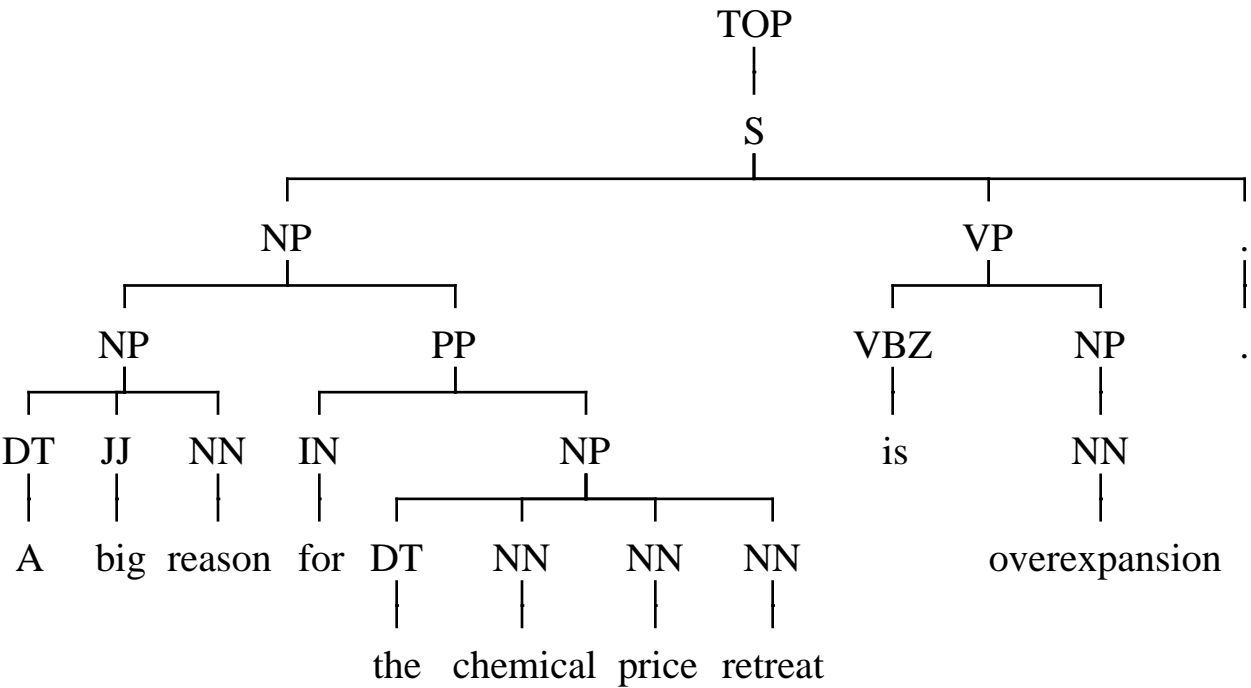 TOP
S
NP VP .
NP PP VBZ NP .
DT JJ NN IN NP is NN
A big reason for DT NN NN NN overexpansion
the chemical price retreat